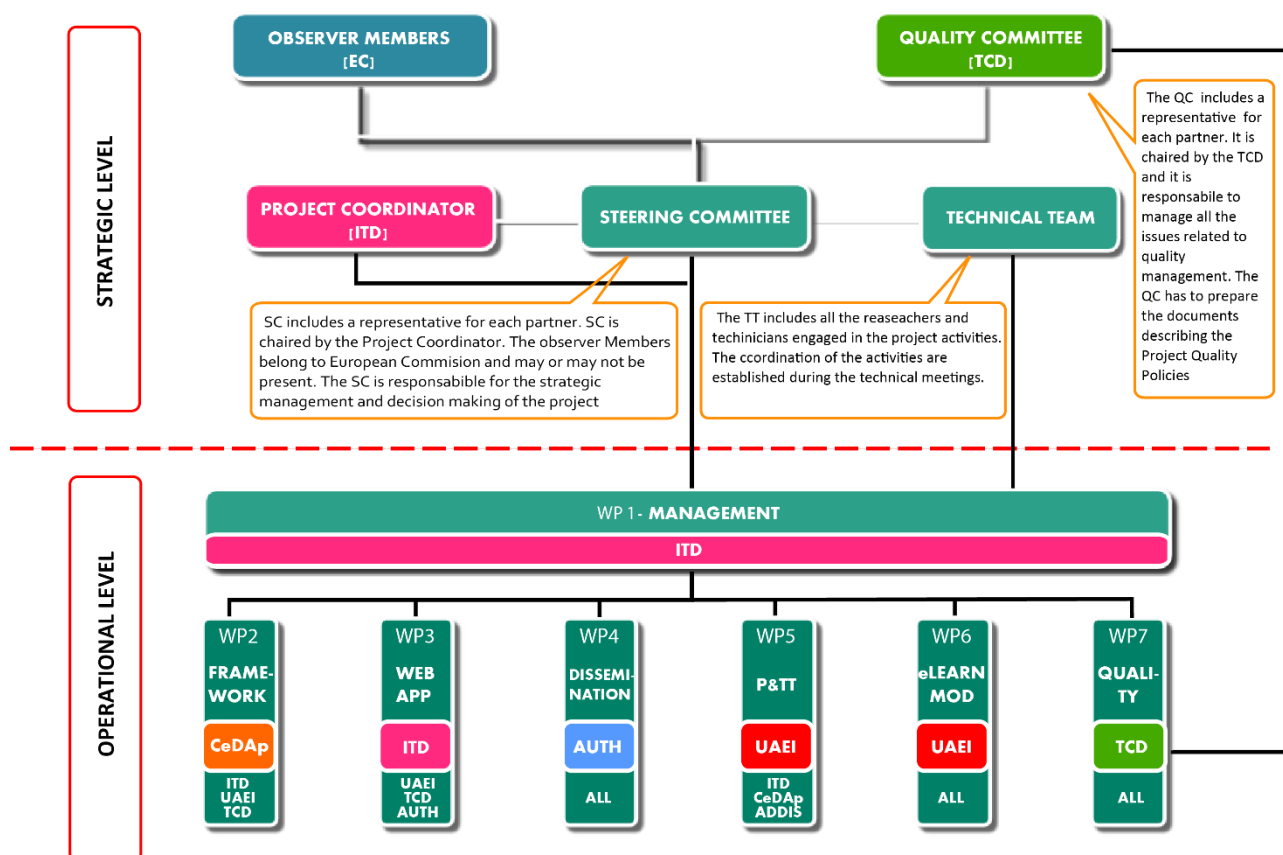 STRATEGIC LEVEL
OBSERVER MEMBERS
[EC]
QUALITY COMMITTEE
[TCD]
The QC includes a
representative for
each partner. It is
chaired by the TCD
and it is
responsabile to
manage all the
issues related to
quality
management. The
QC has to prepare
the documents
describing the
Project Quality
Policies
PROJECT COORDINATOR
[ITD]
STEERING COMMITTEE
TECHNICAL TEAM
SC includes a representative for each partner. SC is
chaired by the Project Coordinator. The observer Members
belong to European Commision and may or may not be
present. The SC is responsabible for the strategic
management and decision making of the project
The TT includes all the reaseachers and
techinicians engaged in the project activities.
The ccordination of the activities are
established during the technical meetings.
OPERATIONAL LEVEL
WP 1- MANAGEMENT
ITD
WP2
FRAME-
WORK
CeDAp
ITD
UAEI
TCD
WP3
WEB
APP
ITD
UAEI
TCD
AUTH
WP4
DISSEMI-
NATION
AUTH
ALL
WP5
P&TT
UAEI
ITD
CeDAp
ADDIS
WP6
eLEARN
MOD
UAEI
ALL
WP7
QUALI-
TY
TCD
ALL